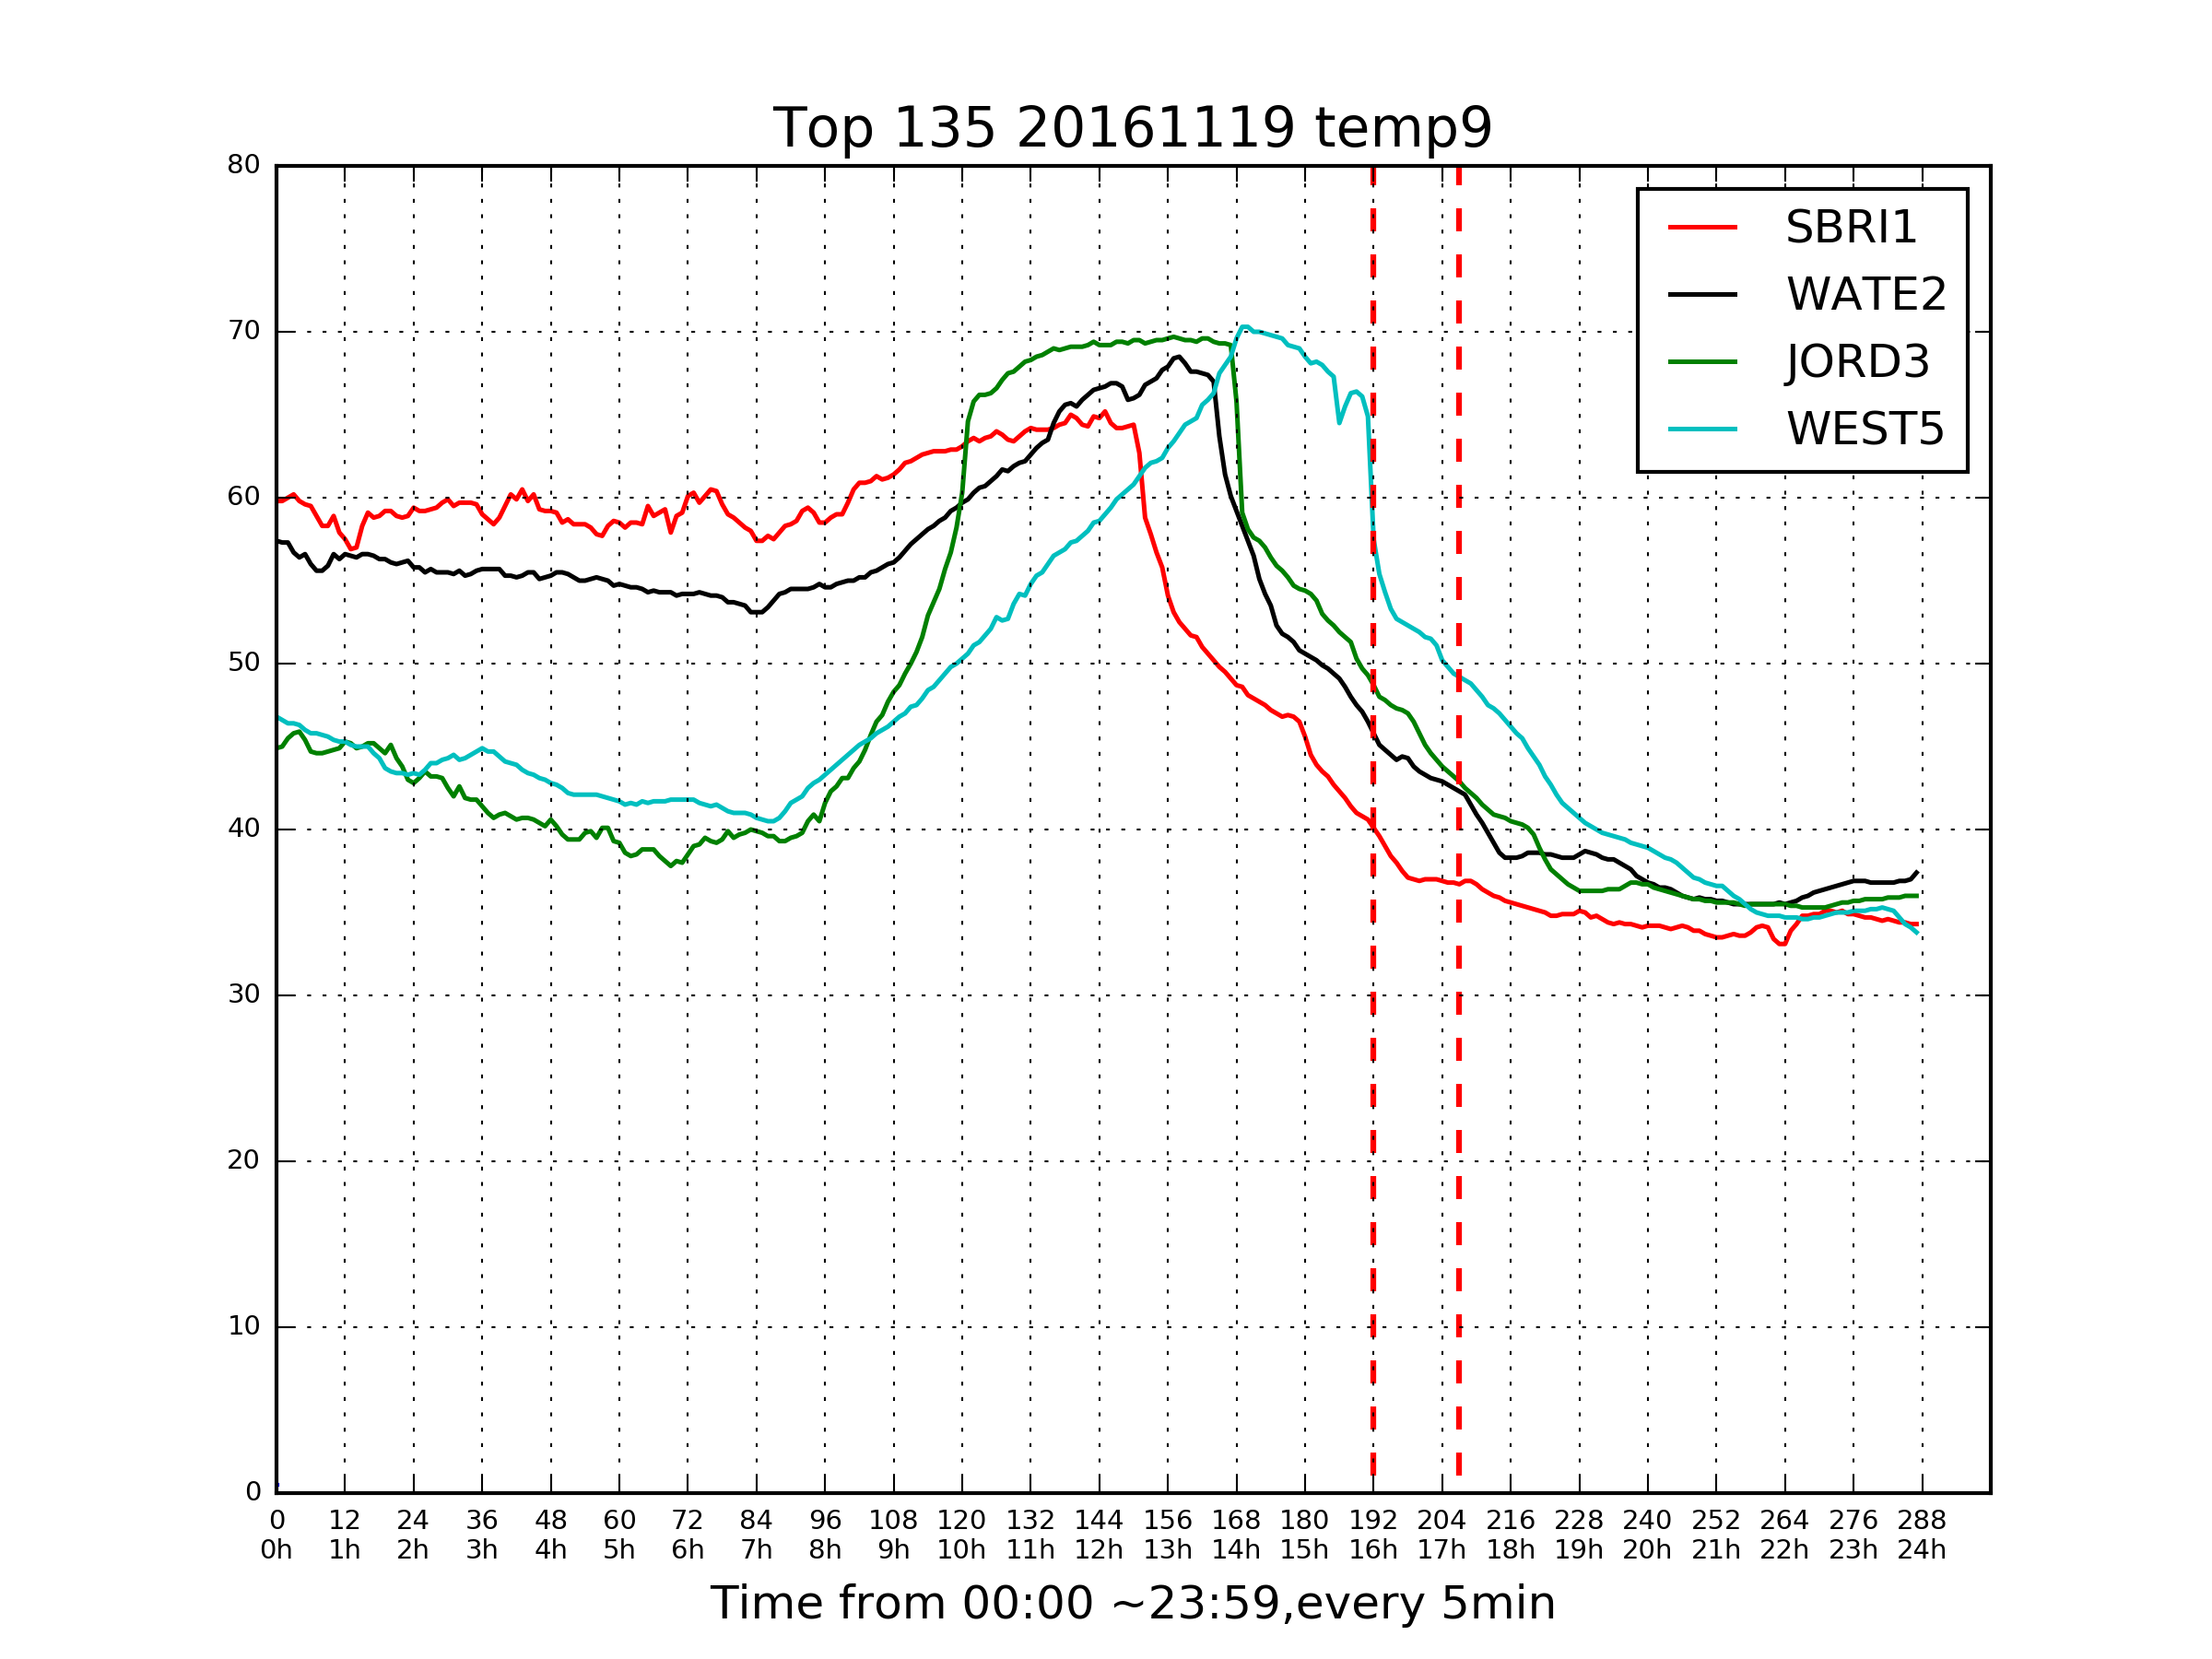 Top 135 20161119 temp9
80
70
60
50
40
30
20
10
0
SBRI1
WATE2
JORD3
WEST5
0 12 24 36 48 60 72 84 96 108 120 132 144 156 168 180 192 204 216 228 240 252 264 276 288
0h 1h 2h 3h 4h 5h 6h 7h 8h 9h 10h 11h 12h 13h 14h 15h 16h 17h 18h 19h 20h 21h 22h 23h 24h
Time from 00:00 ~23:59,every 5min